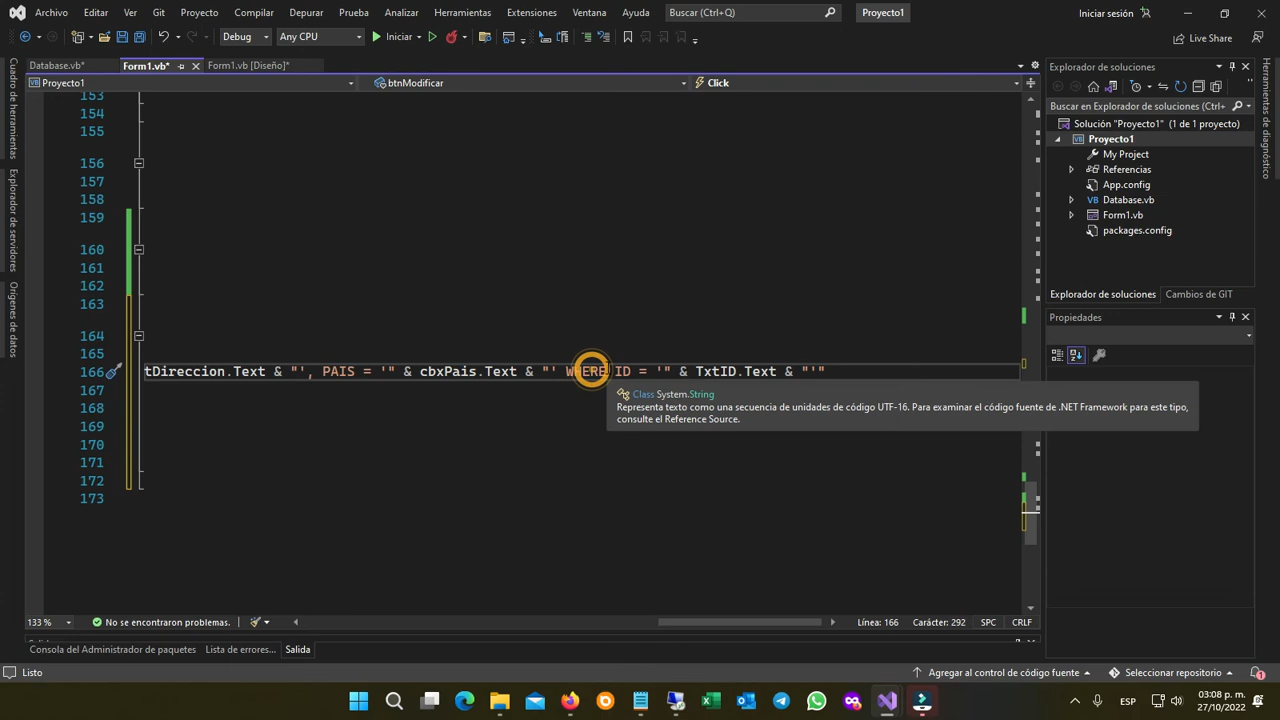 Archivo Editar Ver Git Proyecto Compilar Depurar Prueba Analizar Herramientas Extensiones Ventana Ayuda Buscar (Ctrl+Q) Proyecto1 Iniciar sesión
Debug Any CPU Iniciar Live Share
Database.vb* Form1.vb* Form1.vb [Diseño]*
Proyecto1 btnModificar Click
Cuadro de herramientas
Explorador de servidores
Orígenes de datos
153
154
155
156
157
158
159
160
161
162
163
164
165
166 tDireccion.Text & "', PAIS = '" & cbxPais.Text & "' WHERE ID = '" & TxtID.Text & "'"
167
168
169
170
171
172
173
Class System.String
Representa texto como una secuencia de unidades de código UTF-16. Para examinar el código fuente de .NET Framework para este tipo,
consulte el Reference Source.
133 % No se encontraron problemas. Línea: 166 Carácter: 292 SPC CRLF
Consola del Administrador de paquetes Lista de errores... Salida
Explorador de soluciones
Buscar en Explorador de soluciones (Ctrl+
Solución "Proyecto1" (1 de 1 proyecto)
Proyecto1
My Project
Referencias
App.config
Database.vb
Form1.vb
packages.config
Explorador de soluciones Cambios de GIT
Propiedades
Herramientas de diagnóstico
Listo Agregar al control de código fuente Seleccionar repositorio 1
ESP 03:08 p. m.
27/10/2022